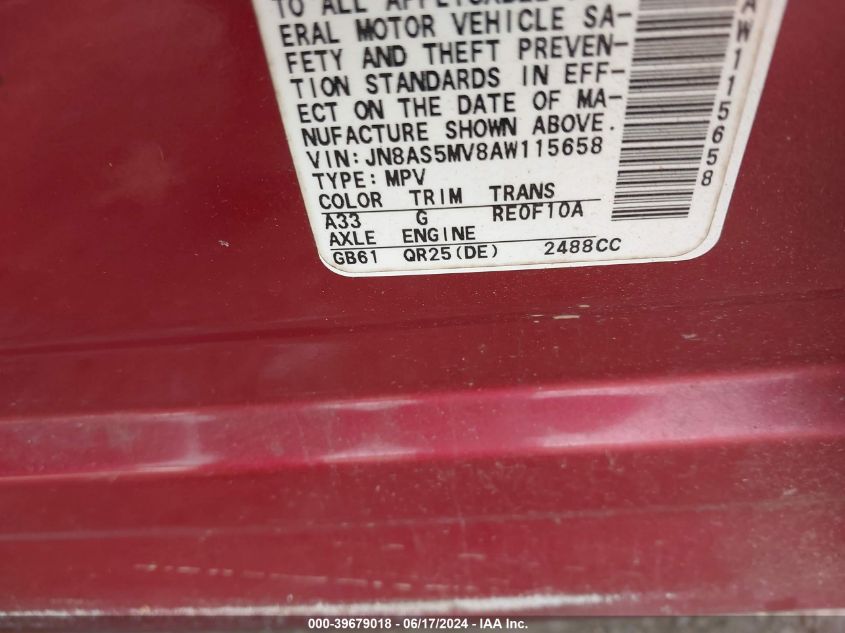 TO ALL APPLICABLE
ERAL MOTOR VEHICLE SA-
FETY AND THEFT PREVEN-
TION STANDARDS IN EFF-
ECT ON THE DATE OF MA-
NUFACTURE SHOWN ABOVE.
VIN:JN8AS5MV8AW115658
TYPE:MPV
COLOR TRIM TRANS
A33 G RE0F10A
AXLE ENGINE
GB61 QR25(DE) 2488CC
AW115658
000-39679018 - 06/17/2024 - IAA Inc.